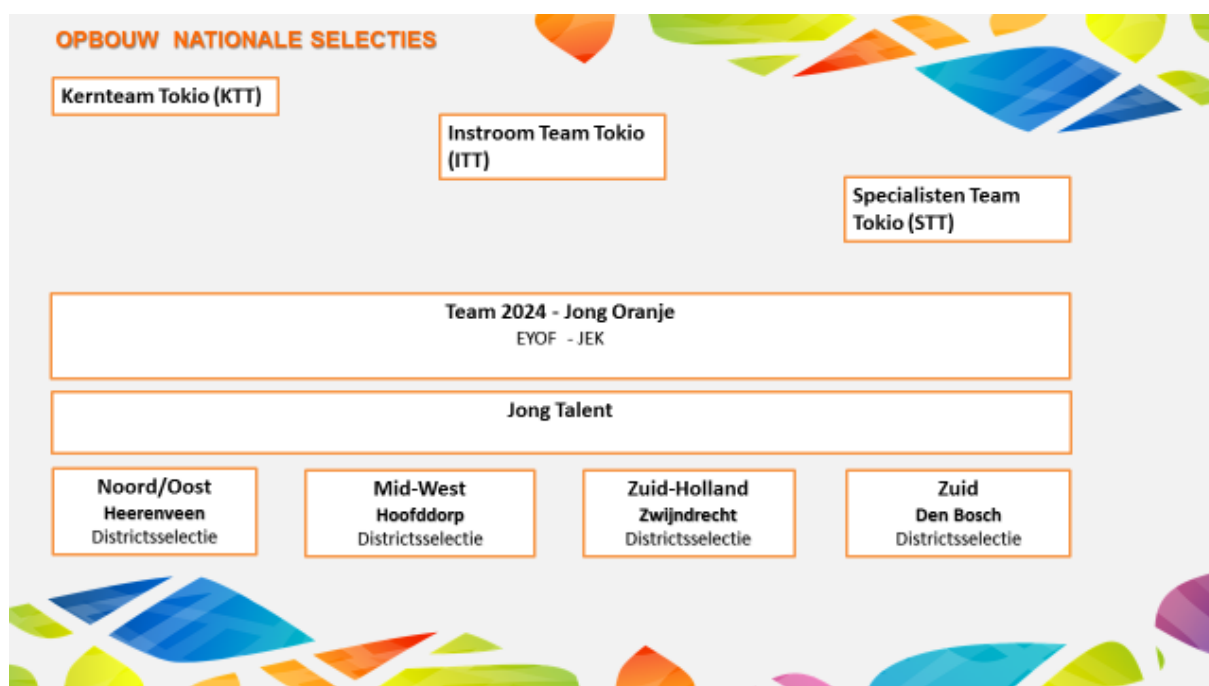 OPBOUW NATIONALE SELECTIES
Kernteam Tokio (KTT)
Instroom Team Tokio
(ITT)
Specialisten Team
Tokio (STT)
Team 2024 - Jong Oranje
EYOF - JEK
Jong Talent
Noord/Oost
Heerenveen
Districtsselectie
Mid-West
Hoofddorp
Districtsselectie
Zuid-Holland
Zwijndrecht
Districtsselectie
Zuid
Den Bosch
Districtsselectie